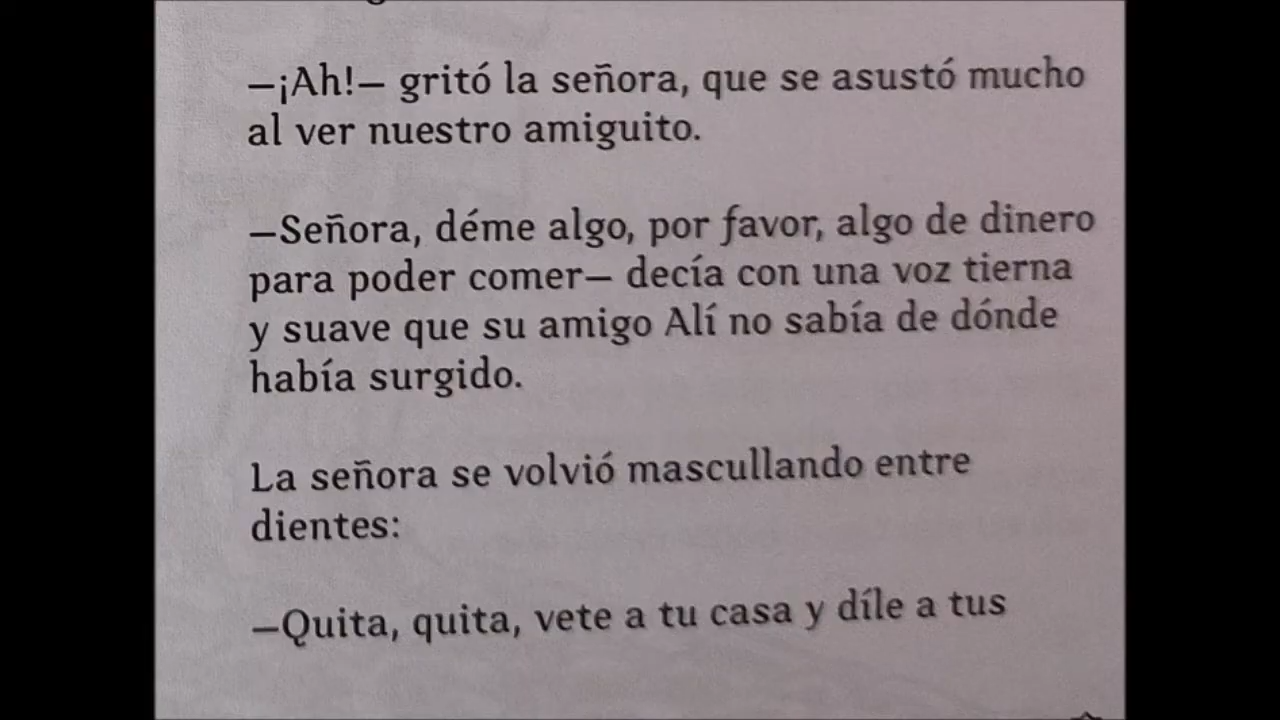 —¡Ah!— gritó la señora, que se asustó mucho
al ver nuestro amiguito.
—Señora, déme algo, por favor, algo de dinero
para poder comer— decía con una voz tierna
y suave que su amigo Alí no sabía de dónde
había surgido.
La señora se volvió mascullando entre
dientes:
—Quita, quita, vete a tu casa y díle a tus